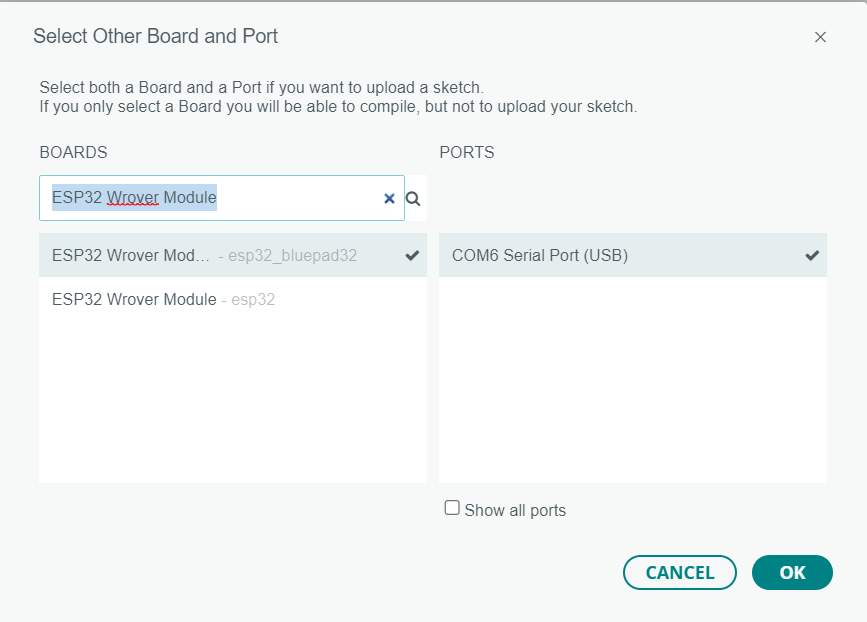 Select Other Board and Port
Select both a Board and a Port if you want to upload a sketch.
If you only select a Board you will be able to compile, but not to upload your sketch.
BOARDS
PORTS
ESP32 Wrover Module
ESP32 Wrover Mod... - esp32_bluepad32
COM6 Serial Port (USB)
ESP32 Wrover Module - esp32
Show all ports
CANCEL
OK